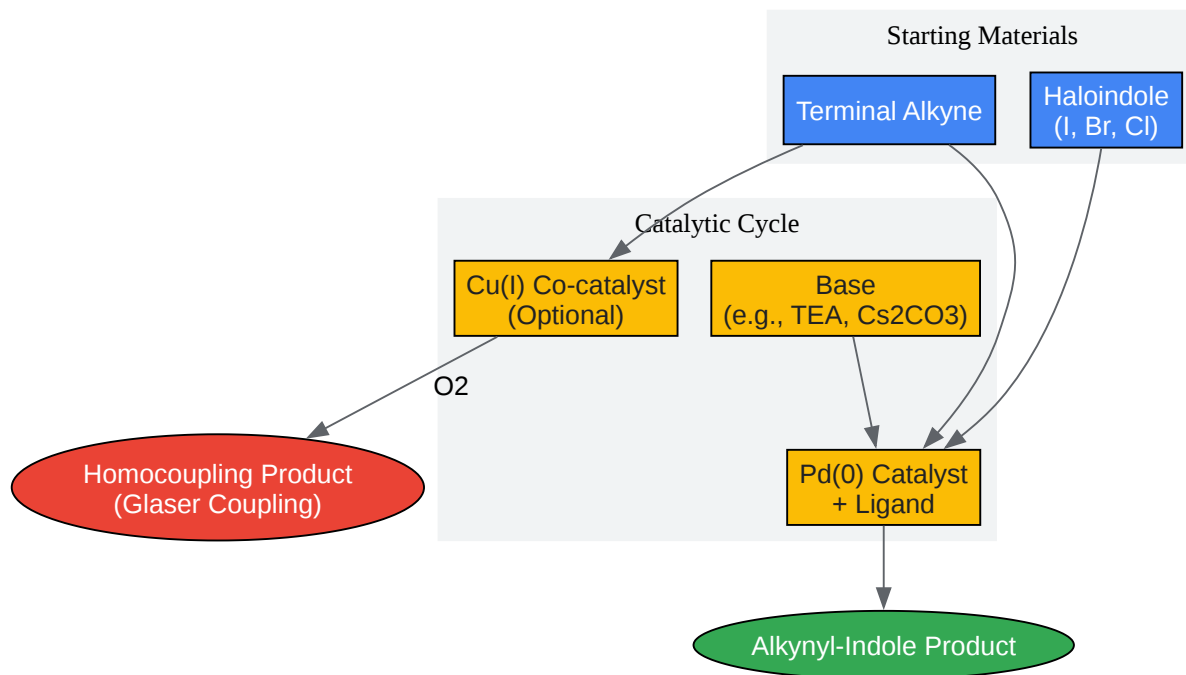 Starting Materials
Terminal Alkyne
Haloindole
(I, Br, Cl)
Catalytic Cycle
Cu(I) Co-catalyst
(Optional)
Base
(e.g., TEA, Cs2CO3)
O2
Homocoupling Product
(Glaser Coupling)
Pd(0) Catalyst
+ Ligand
Alkynyl-Indole Product